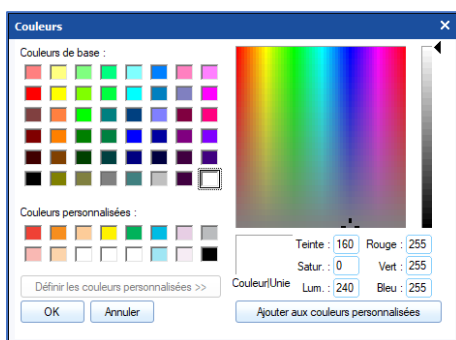 Couleurs
Couleurs de base :
Couleurs personnalisées :
Teinte : 160 Rouge : 255
Satur. : 0 Vert : 255
Couleur|Unie Lum. : 240 Bleu : 255
Définir les couleurs personnalisées >>
OK Annuler Ajouter aux couleurs personnalisées